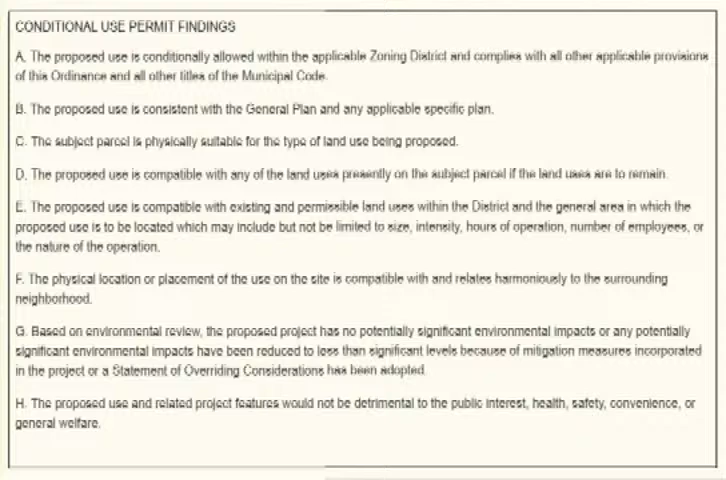 CONDITIONAL USE PERMIT FINDINGS
A. The proposed use is conditionally allowed within the applicable Zoning District and complies with all other applicable provisions
of this Ordinance and all other titles of the Municipal Code.
B. The proposed use is consistent with the General Plan and any applicable specific plan.
C. The subject parcel is physically suitable for the type of land use being proposed.
D. The proposed use is compatible with any of the land uses presently on the subject parcel if the land uses are to remain.
E. The proposed use is compatible with existing and permissible land uses within the District and the general area in which the
proposed use is to be located which may include but not be limited to size, intensity, hours of operation, number of employees, or
the nature of the operation.
F. The physical location or placement of the use on the site is compatible with and relates harmoniously to the surrounding
neighborhood.
G. Based on environmental review, the proposed project has no potentially significant environmental impacts or any potentially
significant environmental impacts have been reduced to less than significant levels because of mitigation measures incorporated
in the project or a Statement of Overriding Considerations has been adopted.
H. The proposed use and related project features would not be detrimental to the public interest, health, safety, convenience, or
general welfare.